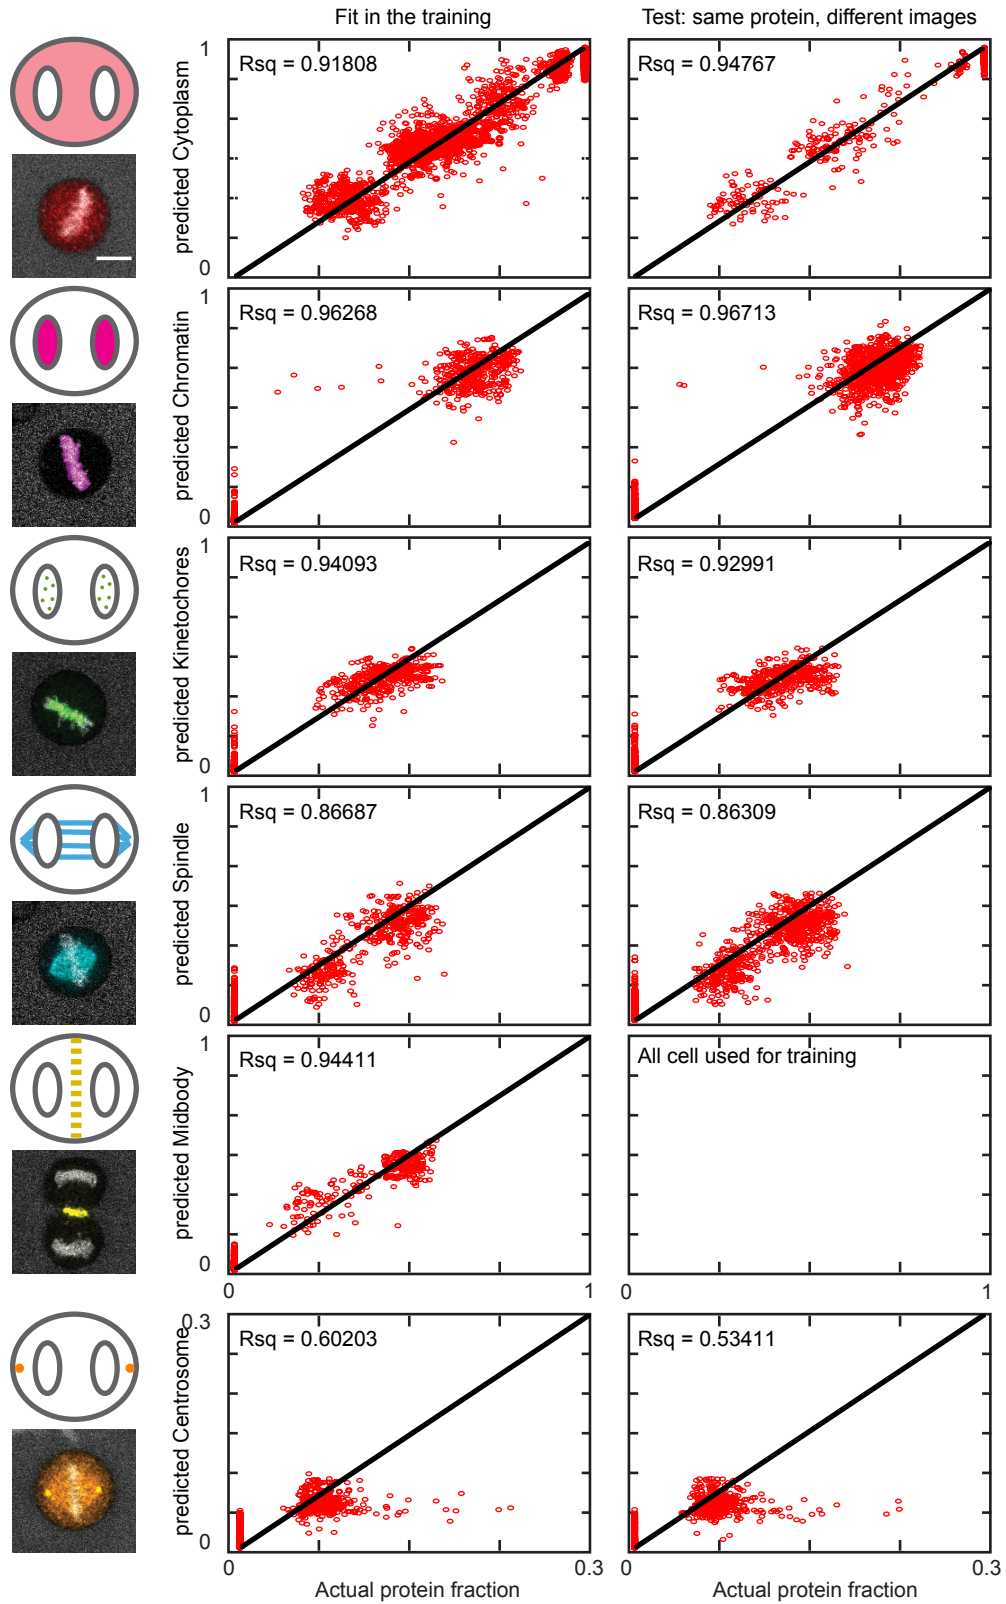 Fit in the training
Test: same protein, different images
1
Rsq = 0.91808
Rsq = 0.94767
predicted Cytoplasm
0
1
Rsq = 0.96268
Rsq = 0.96713
predicted Chromatin
0
1
Rsq = 0.94093
Rsq = 0.92991
predicted Kinetochores
0
1
Rsq = 0.86687
Rsq = 0.86309
predicted Spindle
0
1
Rsq = 0.94411
All cell used for training
predicted Midbody
0
0
1
0
1
0.3
Rsq = 0.60203
Rsq = 0.53411
predicted Centrosome
0
0
0.3
0
0.3
Actual protein fraction
Actual protein fraction